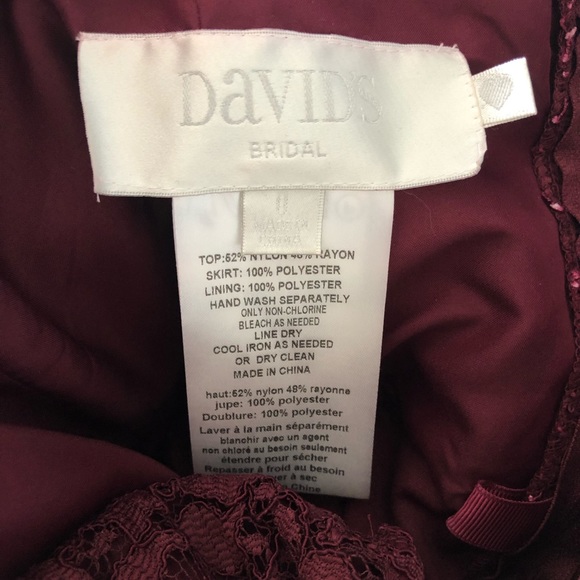 DaVID's
BRIDAL
0
TOP:52% NYLON 48% RAYON
SKIRT: 100% POLYESTER
LINING: 100% POLYESTER
HAND WASH SEPARATELY
ONLY NON-CHLORINE
BLEACH AS NEEDED
LINE DRY
COOL IRON AS NEEDED
OR DRY CLEAN
MADE IN CHINA
haut:52% nylon 48% rayonne
jupe: 100% polyester
Doublure: 100% polyester
Laver à la main séparément
blanchir avec un agent
non chloré au besoin seulement
étendre pour sécher
Repasser à froid au besoin
à sec
Chine